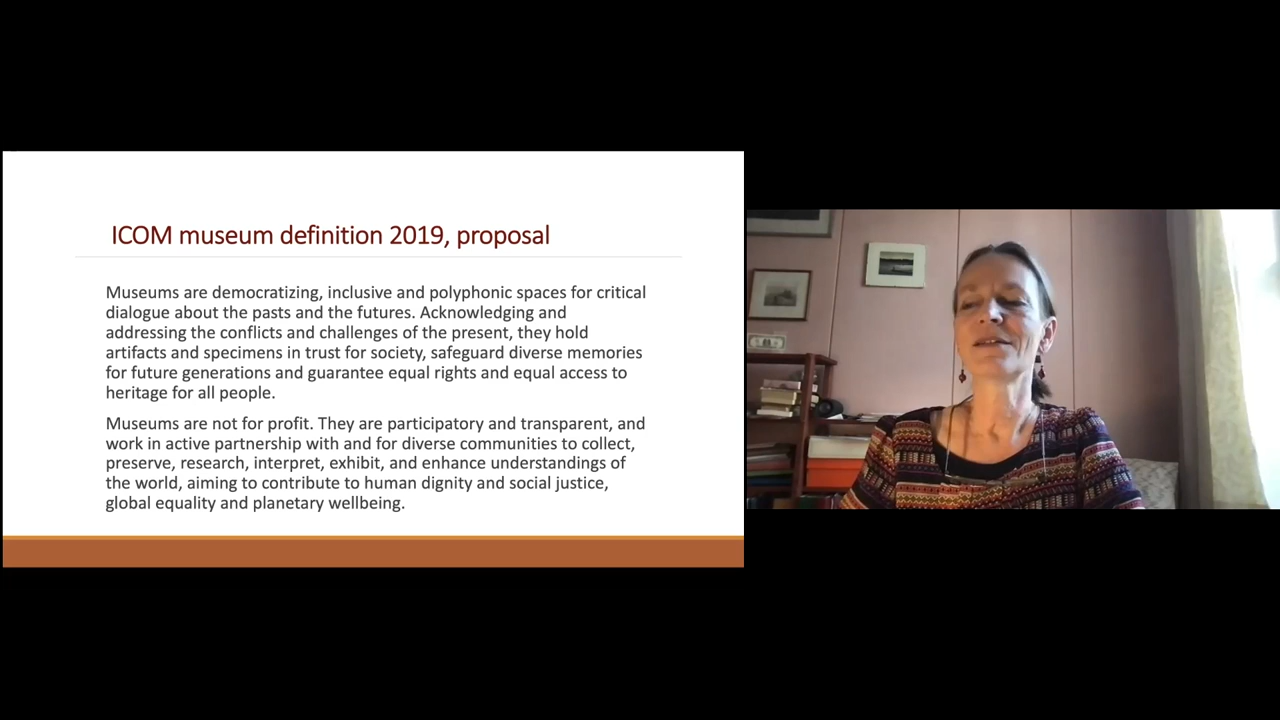 ICOM museum definition 2019, proposal
Museums are democratizing, inclusive and polyphonic spaces for critical
dialogue about the pasts and the futures. Acknowledging and
addressing the conflicts and challenges of the present, they hold
artifacts and specimens in trust for society, safeguard diverse memories
for future generations and guarantee equal rights and equal access to
heritage for all people.
Museums are not for profit. They are participatory and transparent, and
work in active partnership with and for diverse communities to collect,
preserve, research, interpret, exhibit, and enhance understandings of
the world, aiming to contribute to human dignity and social justice,
global equality and planetary wellbeing.